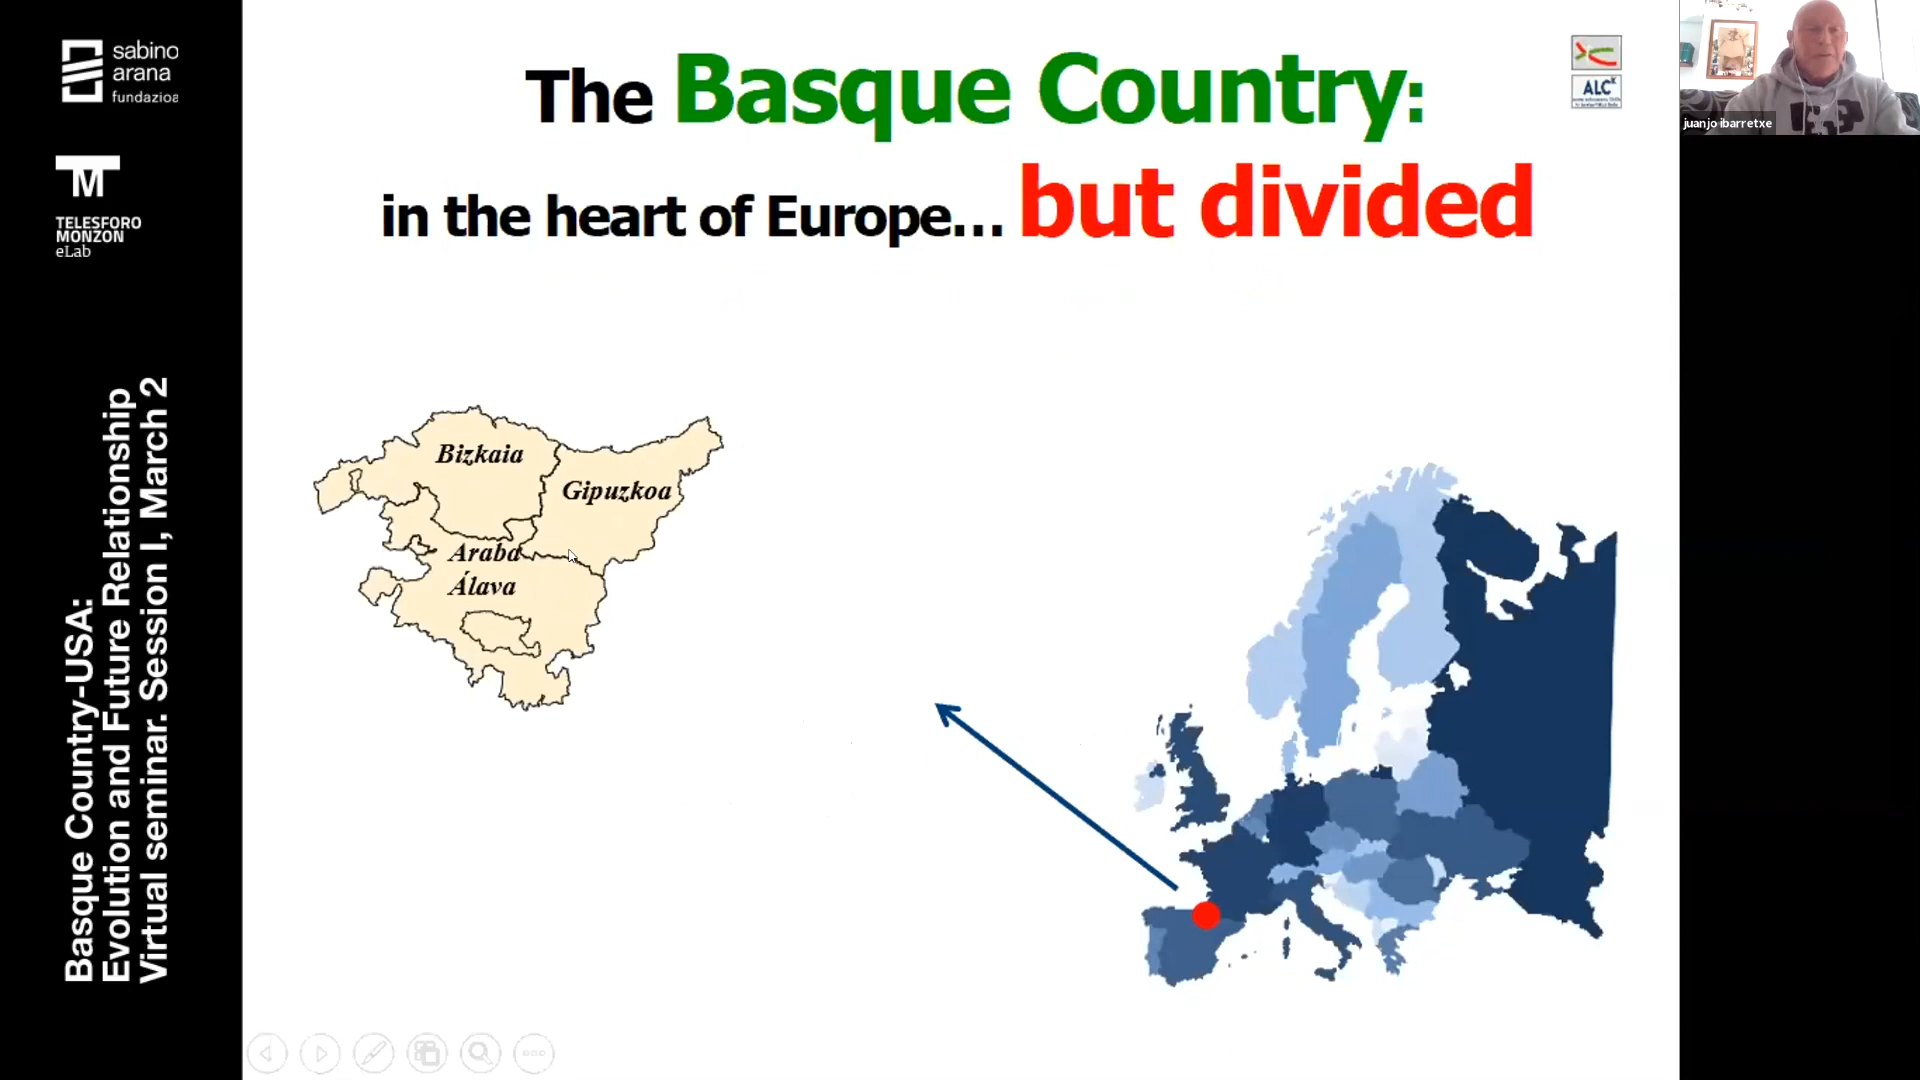 sabino
arana
fundazioa
TM
TELESFORO
MONZON
eLab
Basque Country-USA:
Evolution and Future Relationship
Virtual seminar. Session I, March 2
The Basque Country:
in the heart of Europe... but divided
ALC
juanjo ibarretxe
Bizkaia
Gipuzkoa
Araba
Álava